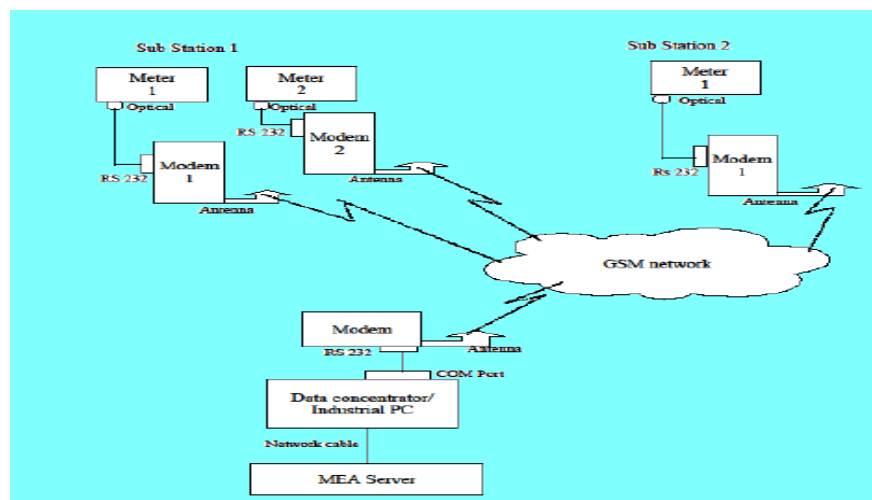 Sub Station 1
Sub Station 2
Meter
1
Meter
2
Meter
1
Optical
Optical
Optical
RS 232
Modem
2
RS 232
Modem
1
Rs 232
Modem
1
Antenna
Antenna
Antenna
GSM network
Modem
RS 232
Antenna
COM Port
Data concentrator/
Industrial PC
Network cable
MEA Server